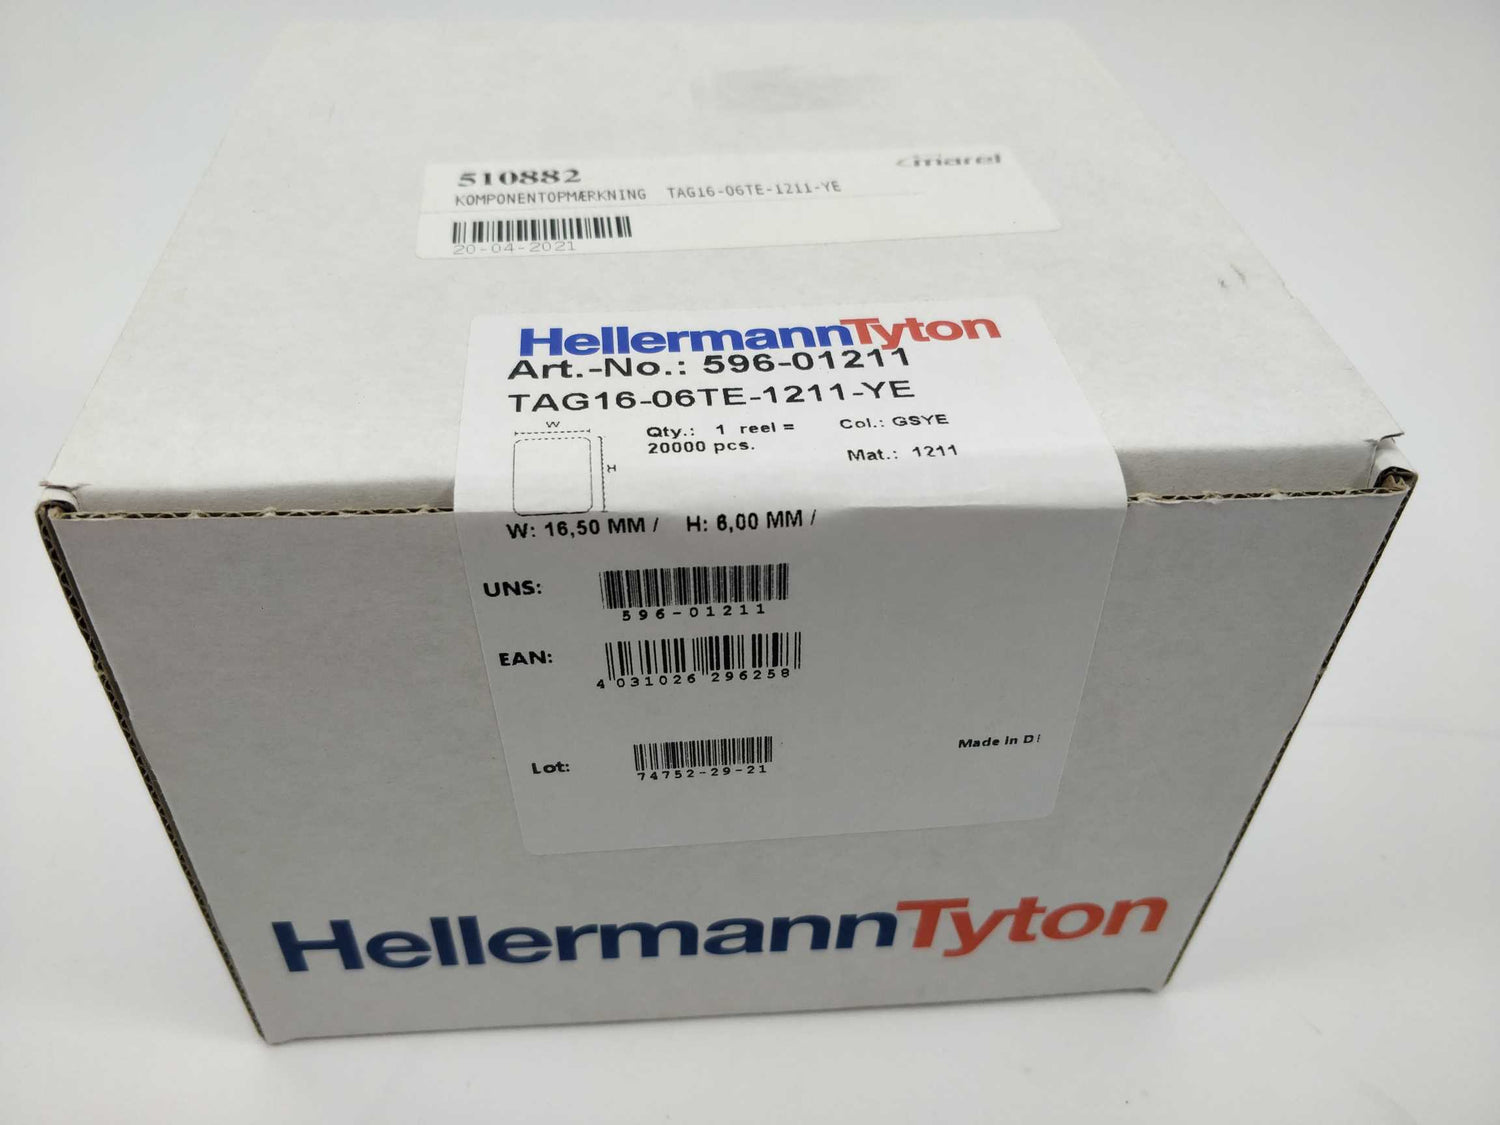 510882
marel
KOMPONENTOPMÆRKNING TAG16-06TE-1211-YE
20-04-2021
HellermannTyton
Art.-No.: 596-01211
TAG16-06TE-1211-YE
W
H
Qty.: 1 reel =
20000 pcs.
Col.: GSYE
Mat.: 1211
W: 16,50 MM / H: 6,00 MM /
UNS:
596-01211
EAN:
4 031026 296258
Lot:
74752-29-21
Made in D
HellermannTyton